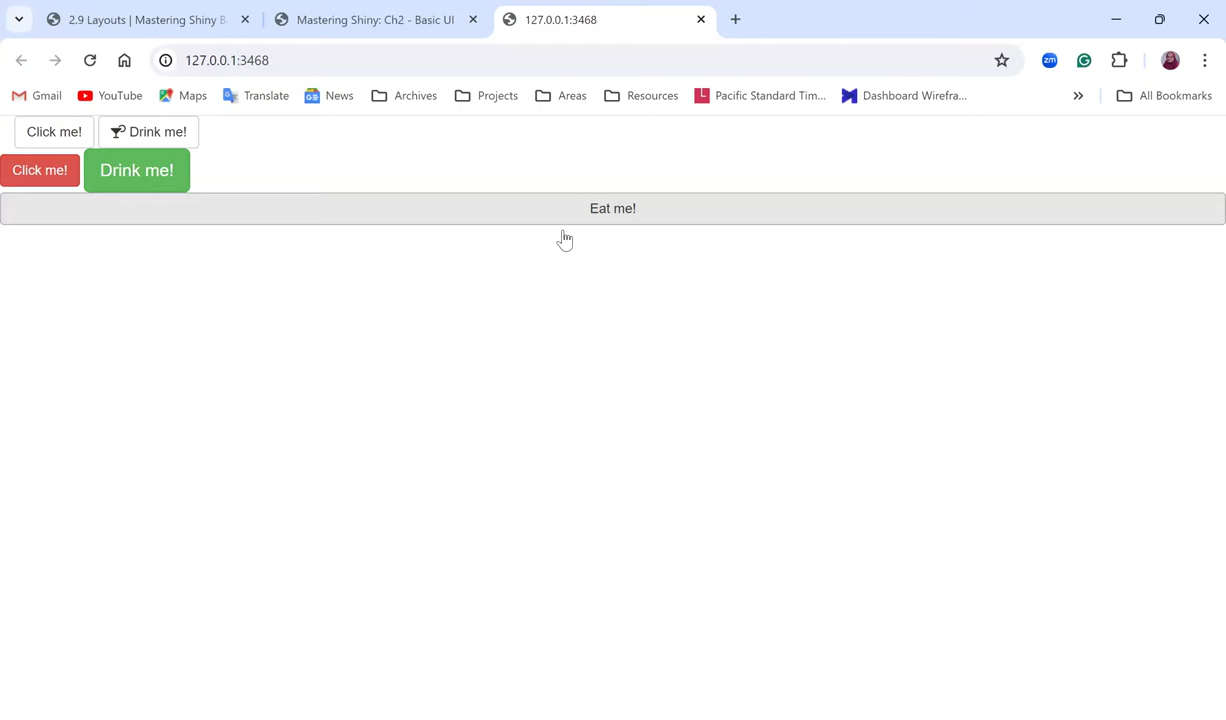 2.9 Layouts | Mastering Shiny B
Mastering Shiny: Ch2 - Basic UI
127.0.0.1:3468
127.0.0.1:3468
zm
Gmail
YouTube
Maps
Translate
News
Archives
Projects
Areas
Resources
Pacific Standard Tim...
Dashboard Wirefra...
All Bookmarks
Click me!
Drink me!
Click me!
Drink me!
Eat me!